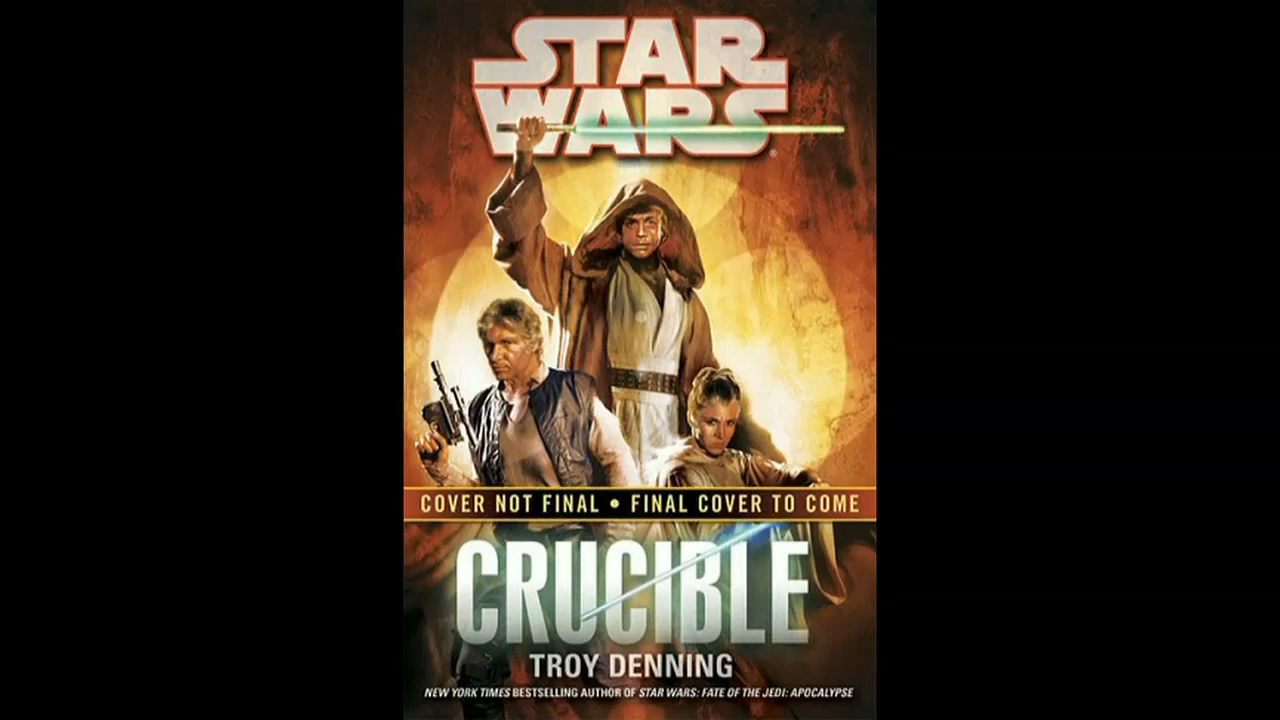 STAR
WARS®
COVER NOT FINAL • FINAL COVER TO COME
CRUCIBLE
TROY DENNING
NEW YORK TIMES BESTSELLING AUTHOR OF STAR WARS: FATE OF THE JEDI: APOCALYPSE